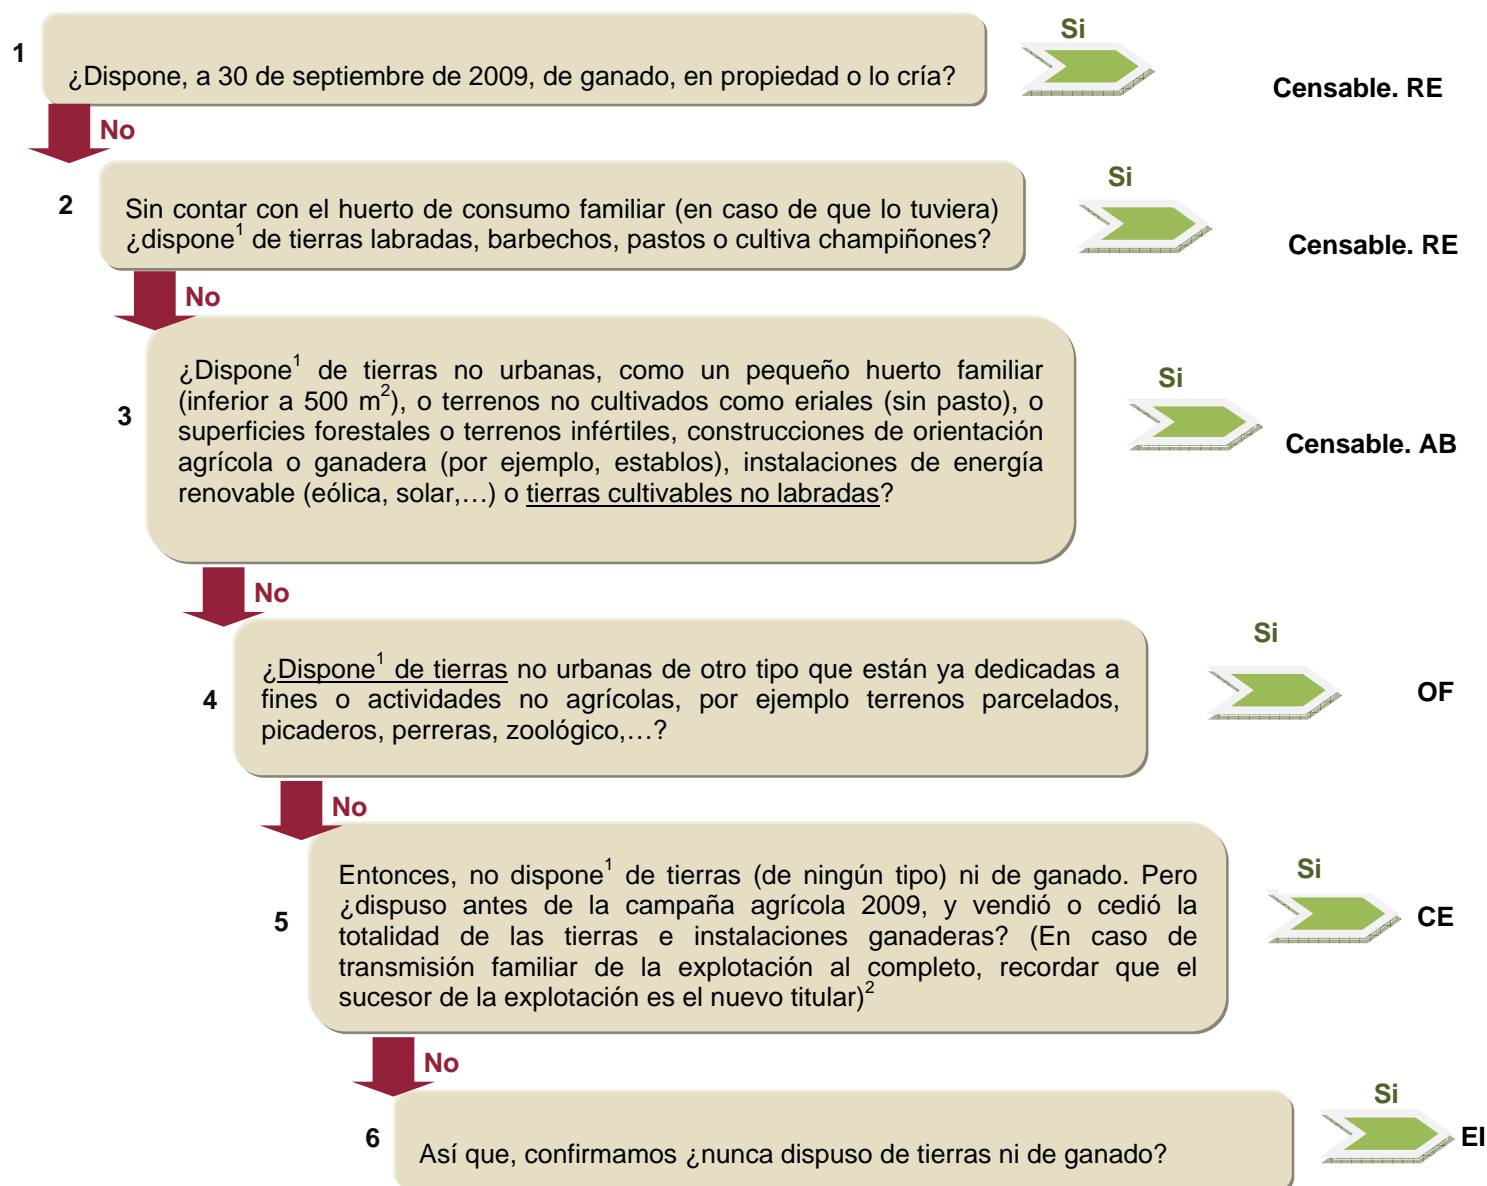 1
¿Dispone, a 30 de septiembre de 2009, de ganado, en propiedad o lo cría?
Si
Censable. RE
No
2
Sin contar con el huerto de consumo familiar (en caso de que lo tuviera)
¿dispone1 de tierras labradas, barbechos, pastos o cultiva champiñones?
Si
Censable. RE
No
3
¿Dispone1 de tierras no urbanas, como un pequeño huerto familiar
(inferior a 500 m2), o terrenos no cultivados como eriales (sin pasto), o
superficies forestales o terrenos infértiles, construcciones de orientación
agrícola o ganadera (por ejemplo, establos), instalaciones de energía
renovable (eólica, solar,…) o tierras cultivables no labradas?
Si
Censable. AB
No
4
¿Dispone1 de tierras no urbanas de otro tipo que están ya dedicadas a
fines o actividades no agrícolas, por ejemplo terrenos parcelados,
picaderos, perreras, zoológico,…?
Si
OF
No
5
Entonces, no dispone1 de tierras (de ningún tipo) ni de ganado. Pero
¿dispuso antes de la campaña agrícola 2009, y vendió o cedió la
totalidad de las tierras e instalaciones ganaderas? (En caso de
transmisión familiar de la explotación al completo, recordar que el
sucesor de la explotación es el nuevo titular)2
Si
CE
No
6
Así que, confirmamos ¿nunca dispuso de tierras ni de ganado?
Si
EI